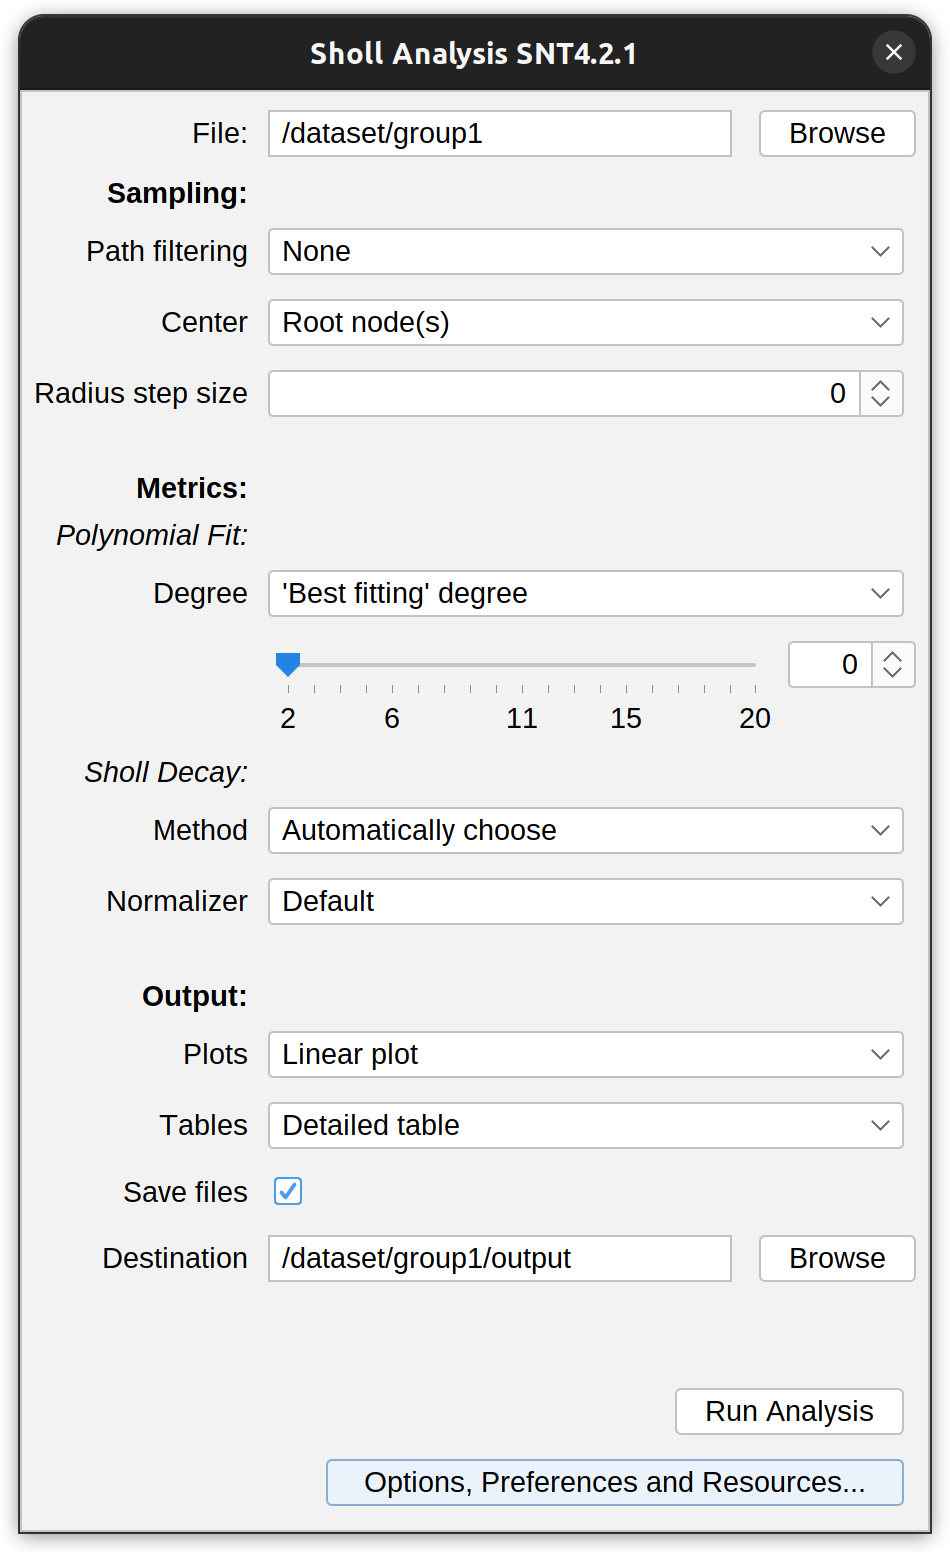 Sholl Analysis SNT4.2.1
File: /dataset/group1 Browse
Sampling:
Path filtering None
Center Root node(s)
Radius step size 0
Metrics:
Polynomial Fit:
Degree 'Best fitting' degree
0
2 6 11 15 20
Sholl Decay:
Method Automatically choose
Normalizer Default
Output:
Plots Linear plot
Tables Detailed table
Save files
Destination /dataset/group1/output Browse
Run Analysis
Options, Preferences and Resources...